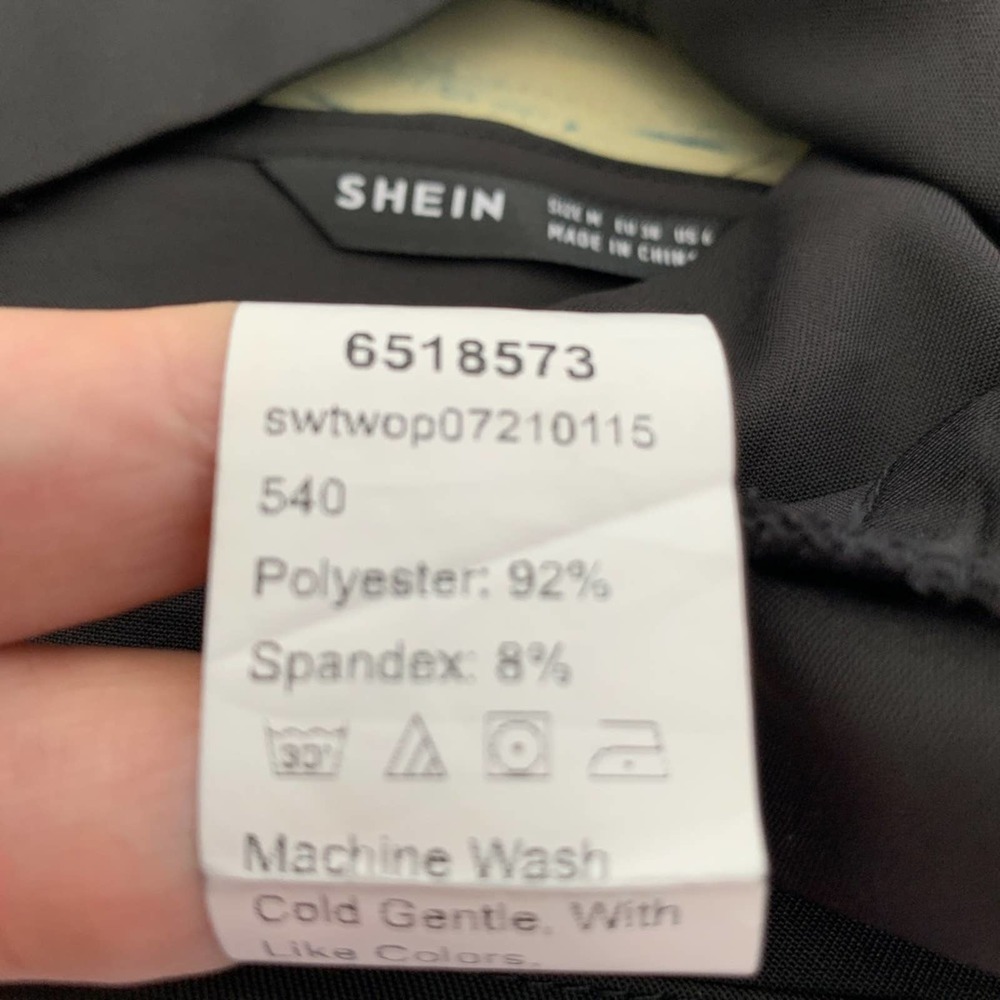 SHEIN
SIZE M
MADE IN CHINA
6518573
swtwop07210115
540
Polyester: 92%
Spandex: 8%
30°
Machine Wash
Cold Gentle. With
Like Colors.